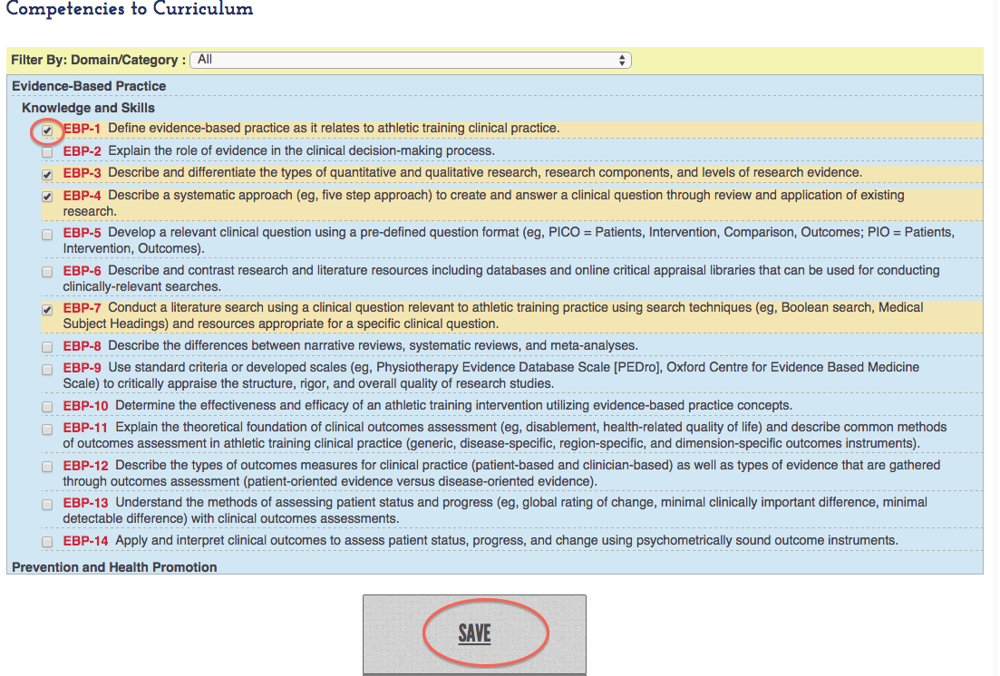 Competencies to Curriculum
Filter By: Domain/Category : All
Evidence-Based Practice
Knowledge and Skills
EBP-1 Define evidence-based practice as it relates to athletic training clinical practice.
EBP-2 Explain the role of evidence in the clinical decision-making process.
EBP-3 Describe and differentiate the types of quantitative and qualitative research, research components, and levels of research evidence.
EBP-4 Describe a systematic approach (eg, five step approach) to create and answer a clinical question through review and application of existing
research.
EBP-5 Develop a relevant clinical question using a pre-defined question format (eg, PICO = Patients, Intervention, Comparison, Outcomes; PIO = Patients,
Intervention, Outcomes).
EBP-6 Describe and contrast research and literature resources including databases and online critical appraisal libraries that can be used for conducting
clinically-relevant searches.
EBP-7 Conduct a literature search using a clinical question relevant to athletic training practice using search techniques (eg, Boolean search, Medical
Subject Headings) and resources appropriate for a specific clinical question.
EBP-8 Describe the differences between narrative reviews, systematic reviews, and meta-analyses.
EBP-9 Use standard criteria or developed scales (eg, Physiotherapy Evidence Database Scale [PEDro], Oxford Centre for Evidence Based Medicine
Scale) to critically appraise the structure, rigor, and overall quality of research studies.
EBP-10 Determine the effectiveness and efficacy of an athletic training intervention utilizing evidence-based practice concepts.
EBP-11 Explain the theoretical foundation of clinical outcomes assessment (eg, disablement, health-related quality of life) and describe common methods
of outcomes assessment in athletic training clinical practice (generic, disease-specific, region-specific, and dimension-specific outcomes instruments).
EBP-12 Describe the types of outcomes measures for clinical practice (patient-based and clinician-based) as well as types of evidence that are gathered
through outcomes assessment (patient-oriented evidence versus disease-oriented evidence).
EBP-13 Understand the methods of assessing patient status and progress (eg, global rating of change, minimal clinically important difference, minimal
detectable difference) with clinical outcomes assessments.
EBP-14 Apply and interpret clinical outcomes to assess patient status, progress, and change using psychometrically sound outcome instruments.
Prevention and Health Promotion
SAVE